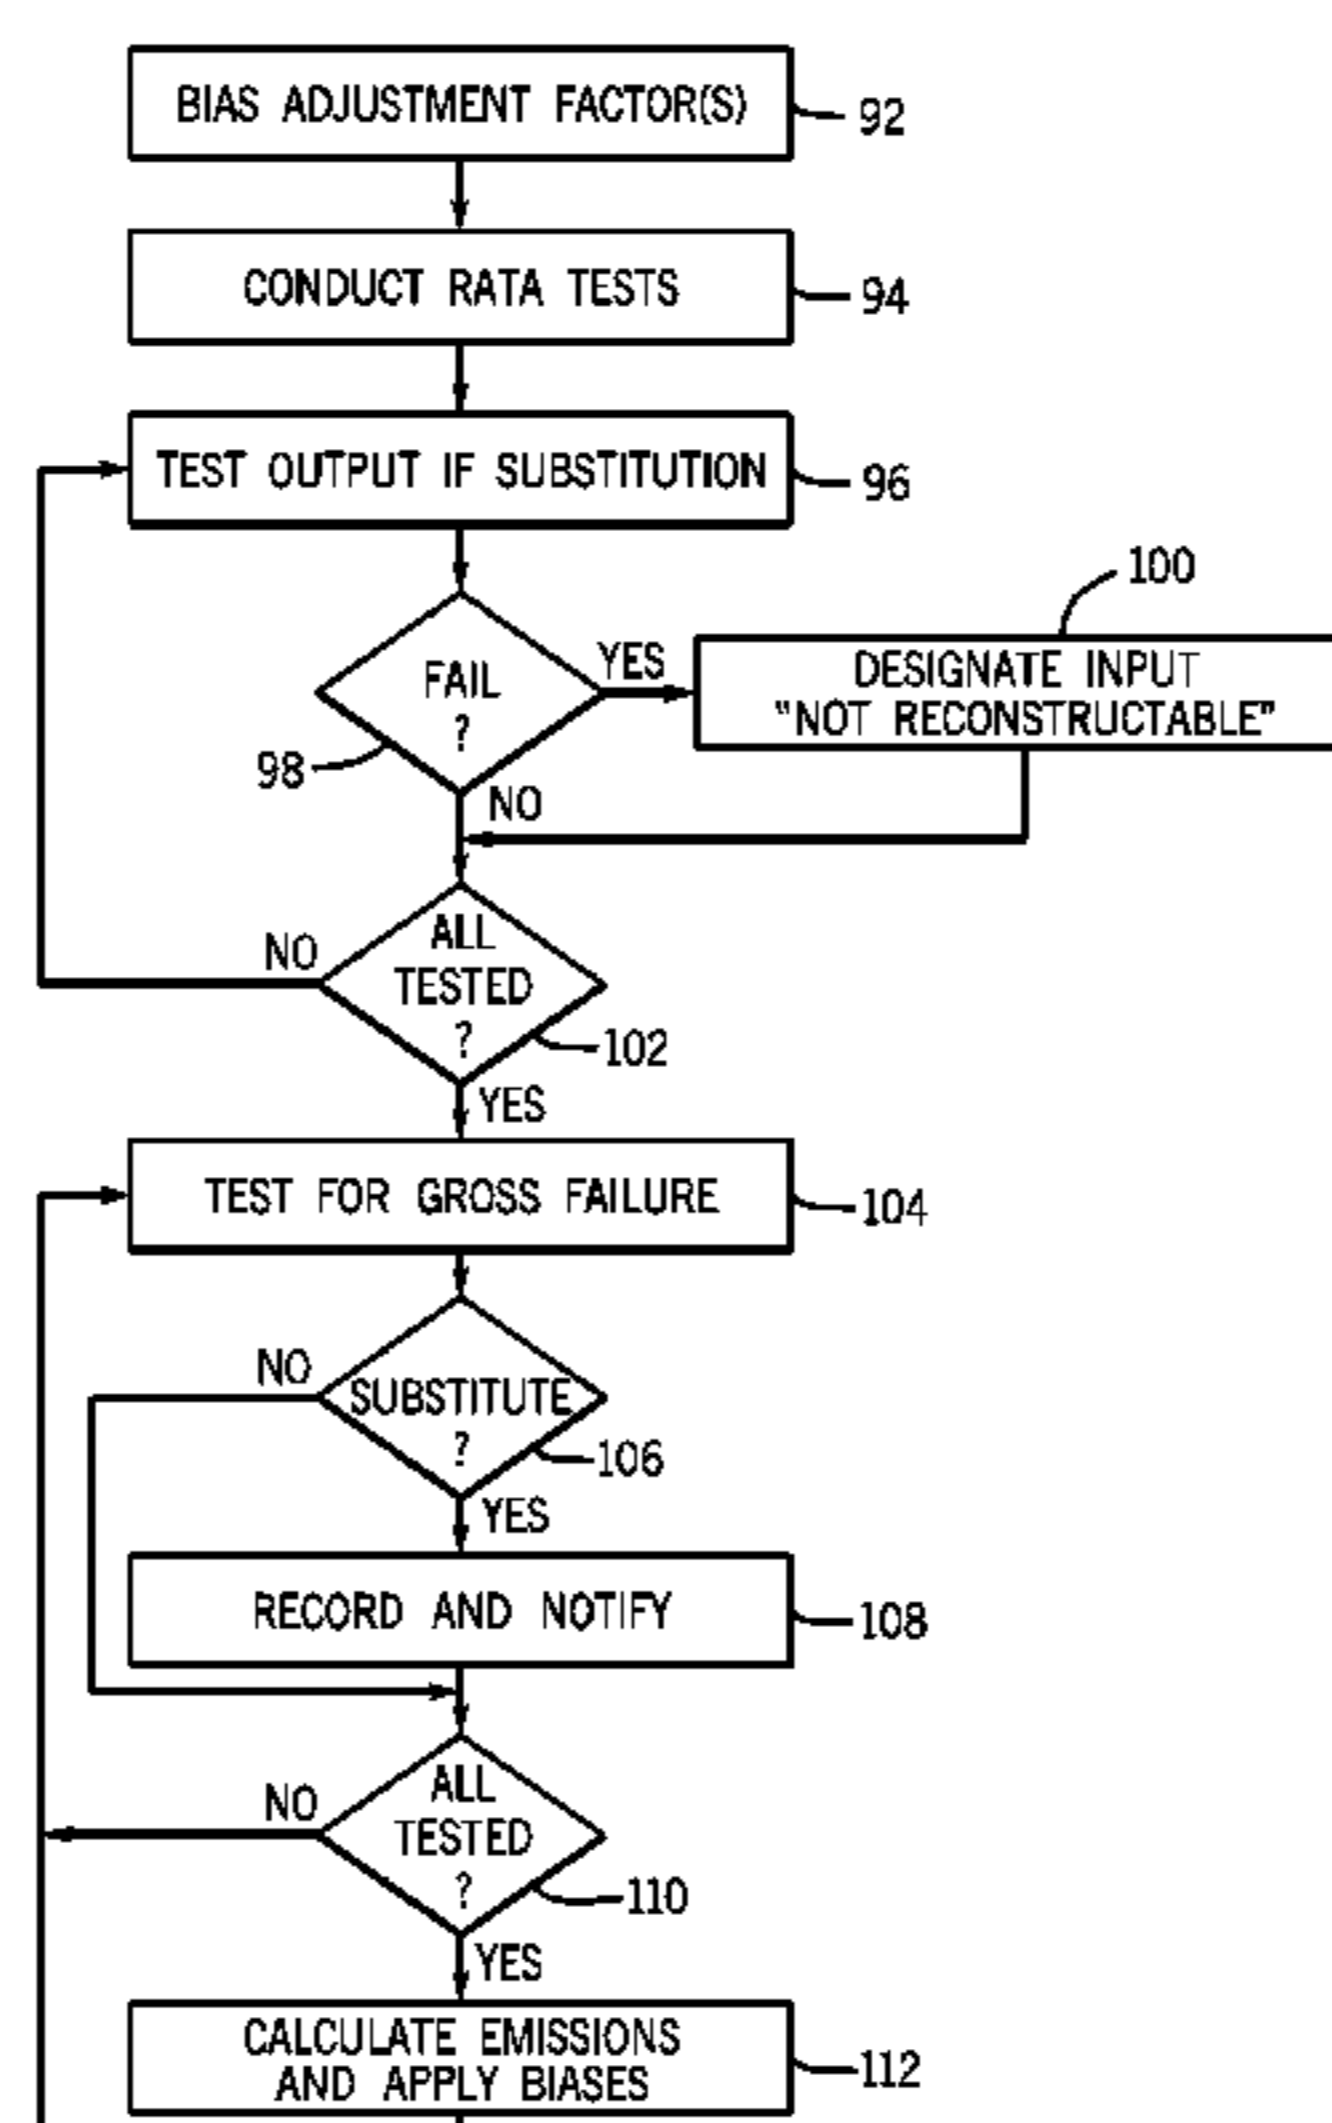 BIAS ADJUSTMENT FACTOR(S)
92
CONDUCT RATA TESTS
94
TEST OUTPUT IF SUBSTITUTION
96
100
FAIL
?
98
YES
DESIGNATE INPUT
"NOT RECONSTRUCTABLE"
NO
ALL
TESTED
?
NO
102
YES
TEST FOR GROSS FAILURE
104
NO
SUBSTITUTE
?
106
YES
RECORD AND NOTIFY
108
ALL
TESTED
?
NO
110
YES
CALCULATE EMISSIONS
AND APPLY BIASES
112